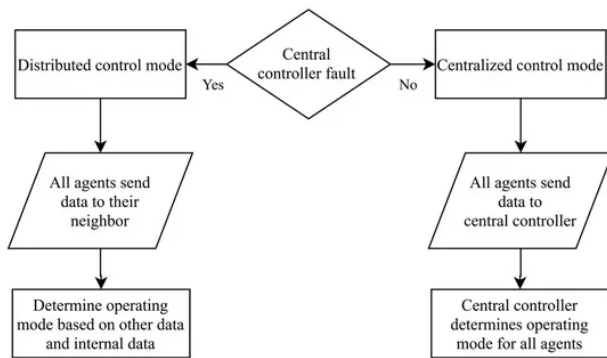 Distributed control mode
Central
controller fault
Centralized control mode
Yes
No
All agents send
data to their
neighbor
All agents send
data to
central controller
Determine operating
mode based on other data
and internal data
Central controller
determines operating
mode for all agents